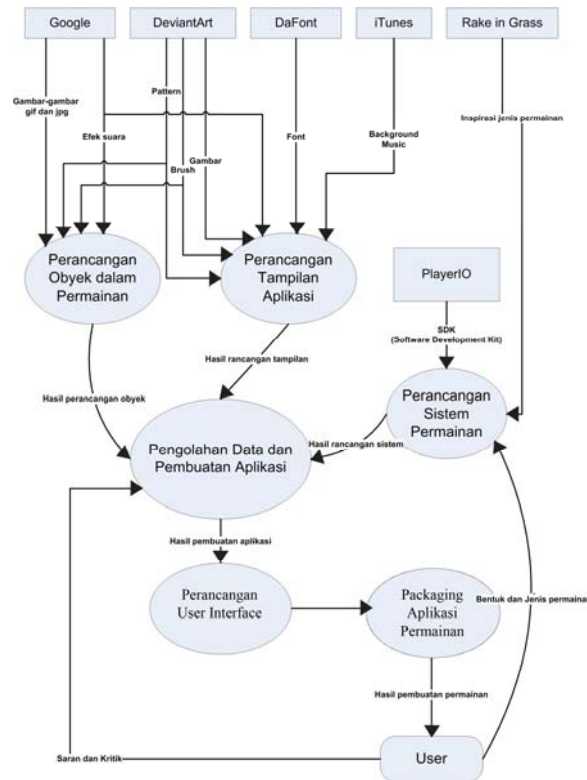 Google
DeviantArt
DaFont
iTunes
Rake in Grass
Gambar-gambar
gif dan jpg
Pattern
Efek suara
Gambar
Brush
Font
Background
Music
Inspirasi jenis permainan
Perancangan
Obyek dalam
Permainan
Perancangan
Tampilan
Aplikasi
PlayerIO
SDK
(Software Development Kit)
Hasil rancangan tampilan
Hasil perancangan obyek
Perancangan
Sistem
Permainan
Pengolahan Data dan
Pembuatan Aplikasi
Hasil rancangan sistem
Hasil pembuatan aplikasi
Perancangan
User Interface
Packaging
Aplikasi
Permainan
Bentuk dan Jenis permainan
Hasil pembuatan permainan
User
Saran dan Kritik